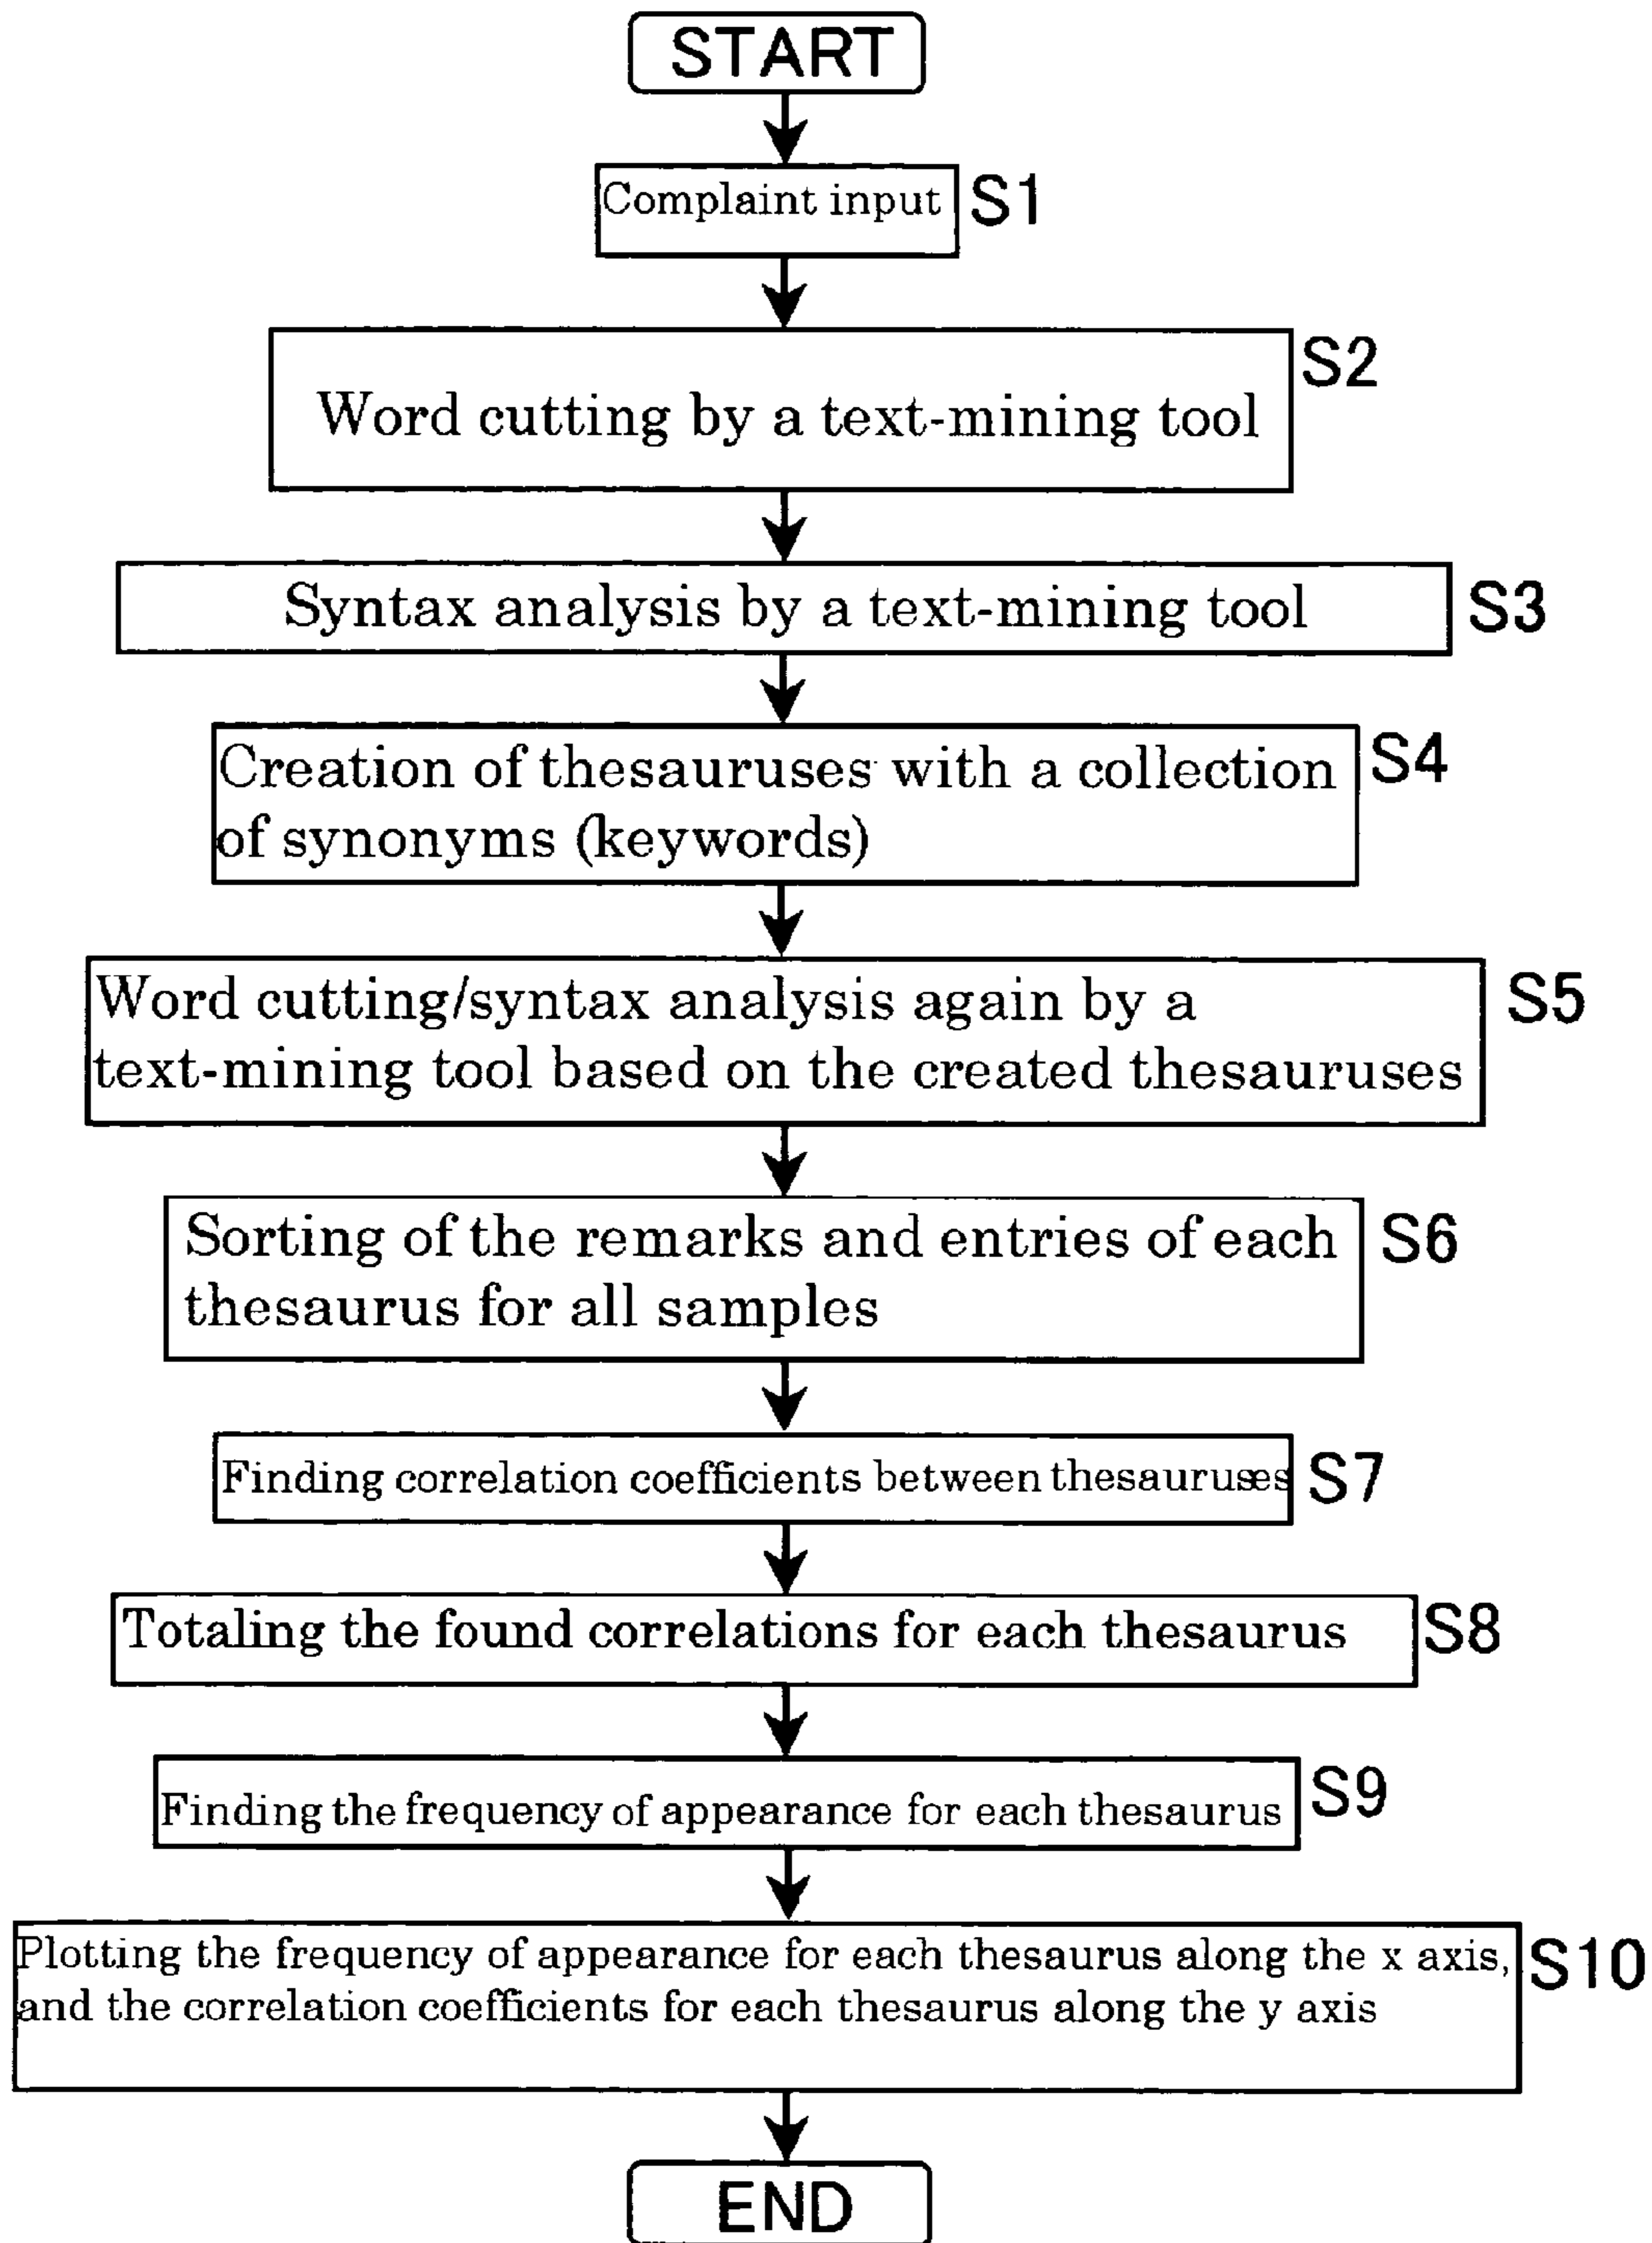 START
Complaint input
S1
S2
Word cutting by a text-mining tool
Syntax analysis by a text-mining tool
S3
Creation of thesauruses with a collection
of synonyms (keywords)
S4
Word cutting/syntax analysis again by a
text-mining tool based on the created thesauruses
S5
Sorting of the remarks and entries of each
thesaurus for all samples
S6
Finding correlation coefficients between thesauruses
S7
Totaling the found correlations for each thesaurus
S8
Finding the frequency of appearance for each thesaurus
S9
Plotting the frequency of appearance for each thesaurus along the x axis,
and the correlation coefficients for each thesaurus along the y axis
S10
END